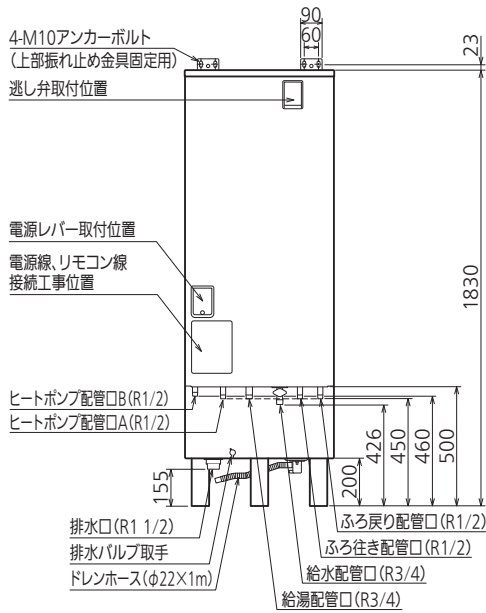 90
60
4-M10アンカーボルト
(上部振れ止め金具固定用)
23
逃し弁取付位置
電源レバー取付位置
電源線、リモコン線
接続工事位置
1830
ヒートポンプ配管口B(R1/2)
ヒートポンプ配管口A(R1/2)
155
200
426
450
460
500
排水口(R1 1/2)
排水バルブ取手
ドレンホース(φ22×1m)
ふろ戻り配管口(R1/2)
ふろ往き配管口(R1/2)
給水配管口(R3/4)
給湯配管口(R3/4)